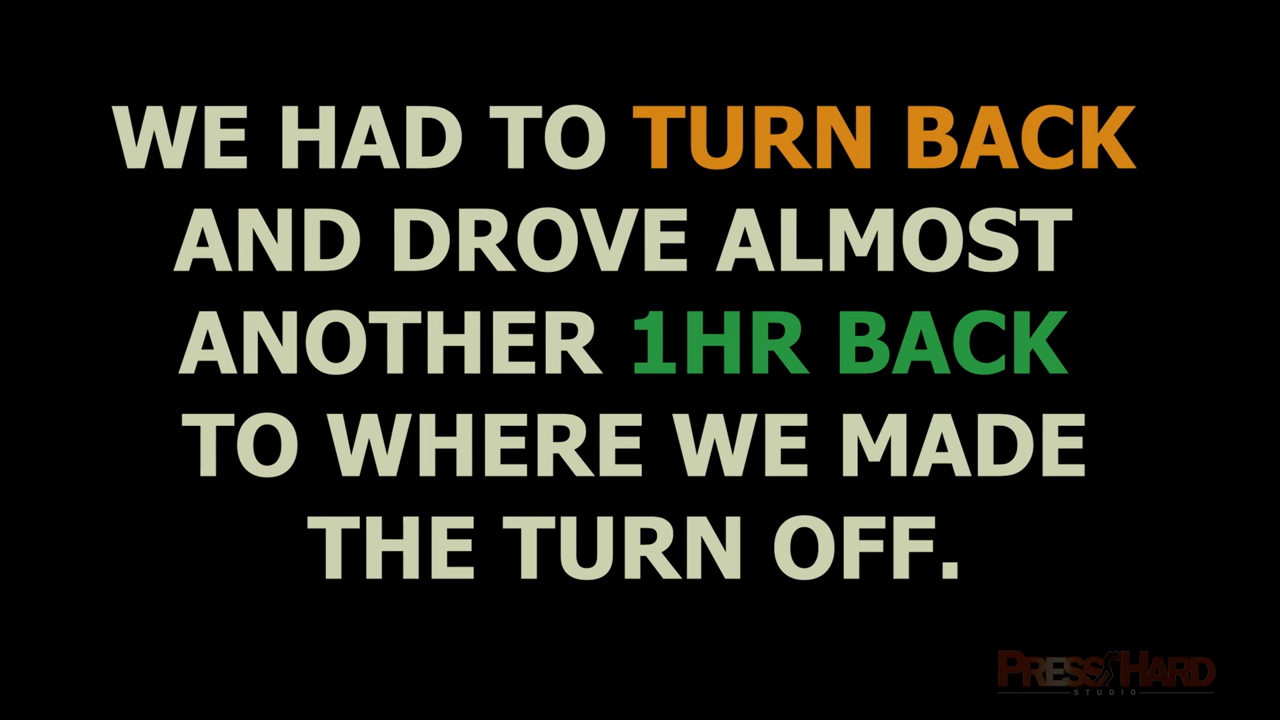 WE HAD TO TURN BACK
AND DROVE ALMOST
ANOTHER 1HR BACK
TO WHERE WE MADE
THE TURN OFF.
PRESS HARD
STUDIO